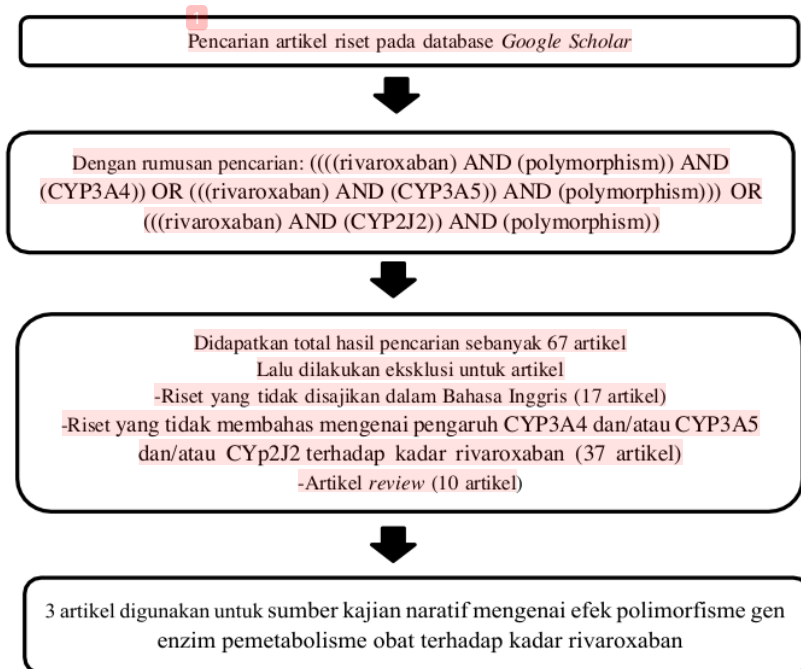 1
Pencarian artikel riset pada database Google Scholar
Dengan rumusan pencarian: ((((rivaroxaban) AND (polymorphism)) AND
(CYP3A4)) OR (((rivaroxaban) AND (CYP3A5)) AND (polymorphism))) OR
(((rivaroxaban) AND (CYP2J2)) AND (polymorphism))
Didapatkan total hasil pencarian sebanyak 67 artikel
Lalu dilakukan eksklusi untuk artikel
-Riset yang tidak disajikan dalam Bahasa Inggris (17 artikel)
-Riset yang tidak membahas mengenai pengaruh CYP3A4 dan/atau CYP3A5
dan/atau CYp2J2 terhadap kadar rivaroxaban (37 artikel)
-Artikel review (10 artikel)
3 artikel digunakan untuk sumber kajian naratif mengenai efek polimorfisme gen
enzim pemetabolisme obat terhadap kadar rivaroxaban